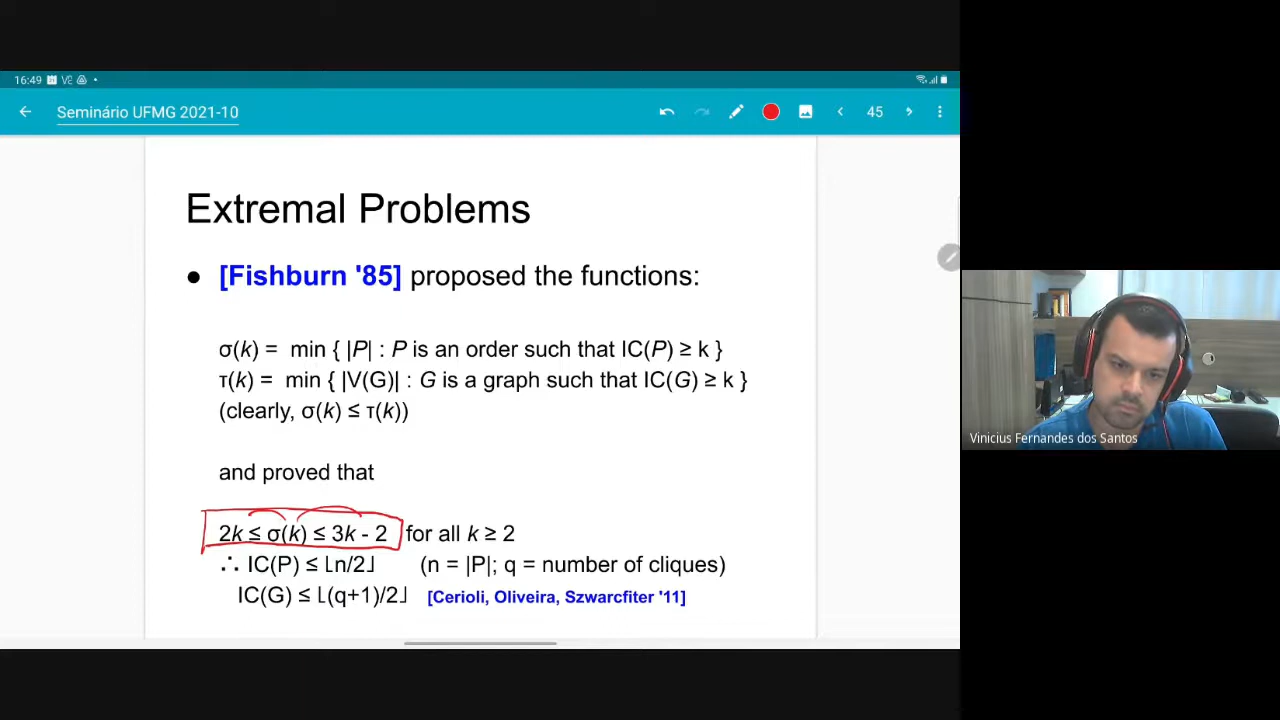 16:49
Seminário UFMG 2021-10
45
Extremal Problems
● [Fishburn '85] proposed the functions:
σ(k) = min { |P| : P is an order such that IC(P) ≥ k }
τ(k) = min { |V(G)| : G is a graph such that IC(G) ≥ k }
(clearly, σ(k) ≤ τ(k))
and proved that
2k ≤ σ(k) ≤ 3k - 2 for all k ≥ 2
∴ IC(P) ≤ ⌊n/2⌋ (n = |P|; q = number of cliques)
IC(G) ≤ ⌊(q+1)/2⌋ [Cerioli, Oliveira, Szwarcfiter '11]
Vinicius Fernandes dos Santos